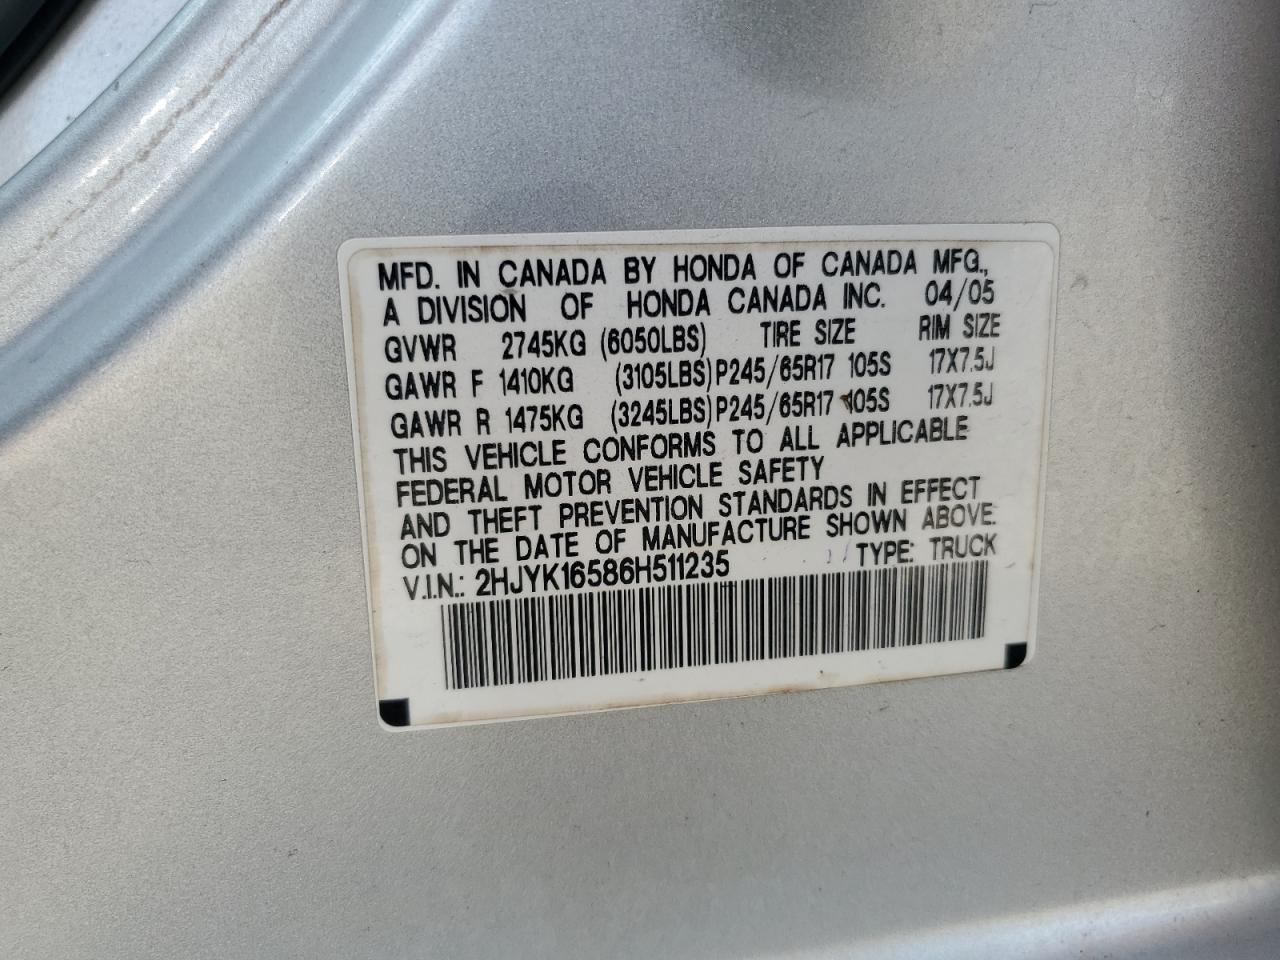 MFD. IN CANADA BY HONDA OF CANADA MFG.,
A DIVISION OF HONDA CANADA INC. 04/05
GVWR 2745KG (6050LBS) TIRE SIZE RIM SIZE
GAWR F 1410KG (3105LBS) P245/65R17 105S 17X7.5J
GAWR R 1475KG (3245LBS) P245/65R17 105S 17X7.5J
THIS VEHICLE CONFORMS TO ALL APPLICABLE
FEDERAL MOTOR VEHICLE SAFETY
AND THEFT PREVENTION STANDARDS IN EFFECT
ON THE DATE OF MANUFACTURE SHOWN ABOVE.
V.I.N.: 2HJYK16586H511235 TYPE: TRUCK